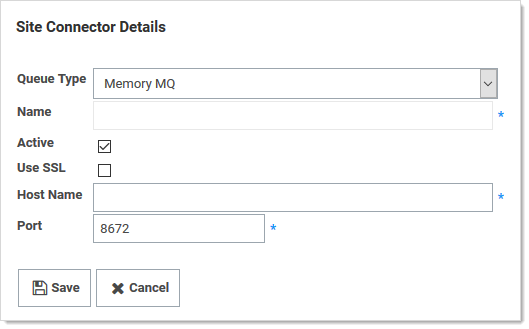 Site Connector Details
Queue Type Memory MQ
Name *
Active
Use SSL
Host Name *
Port 8672 *
Save Cancel